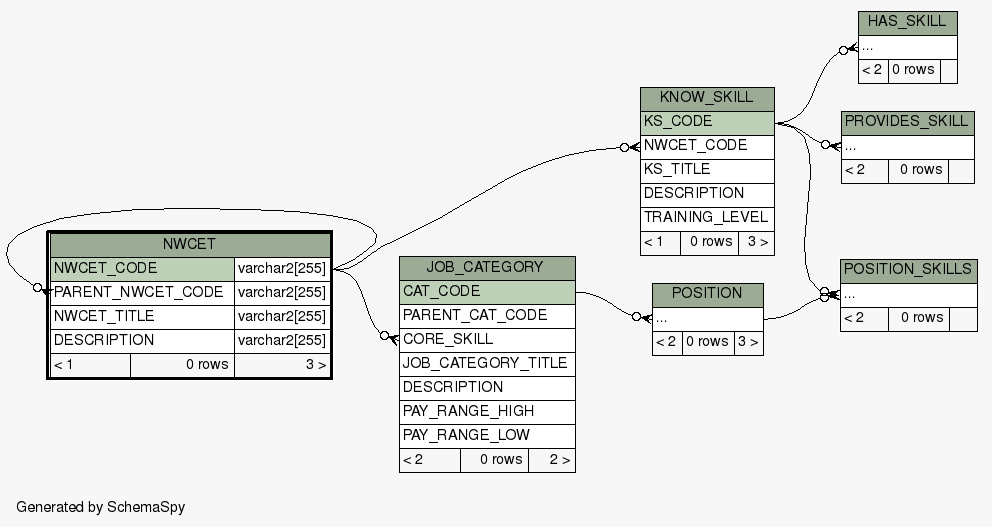 HAS_SKILL
...
< 2 0 rows
KNOW_SKILL
KS_CODE
NWCET_CODE
KS_TITLE
DESCRIPTION
TRAINING_LEVEL
< 1 0 rows 3 >
PROVIDES_SKILL
...
< 2 0 rows
NWCET
NWCET_CODE varchar2[255]
PARENT_NWCET_CODE varchar2[255]
NWCET_TITLE varchar2[255]
DESCRIPTION varchar2[255]
< 1 0 rows 3 >
JOB_CATEGORY
CAT_CODE
PARENT_CAT_CODE
CORE_SKILL
JOB_CATEGORY_TITLE
DESCRIPTION
PAY_RANGE_HIGH
PAY_RANGE_LOW
< 2 0 rows 2 >
POSITION
...
< 2 0 rows 3 >
POSITION_SKILLS
...
< 2 0 rows
Generated by SchemaSpy